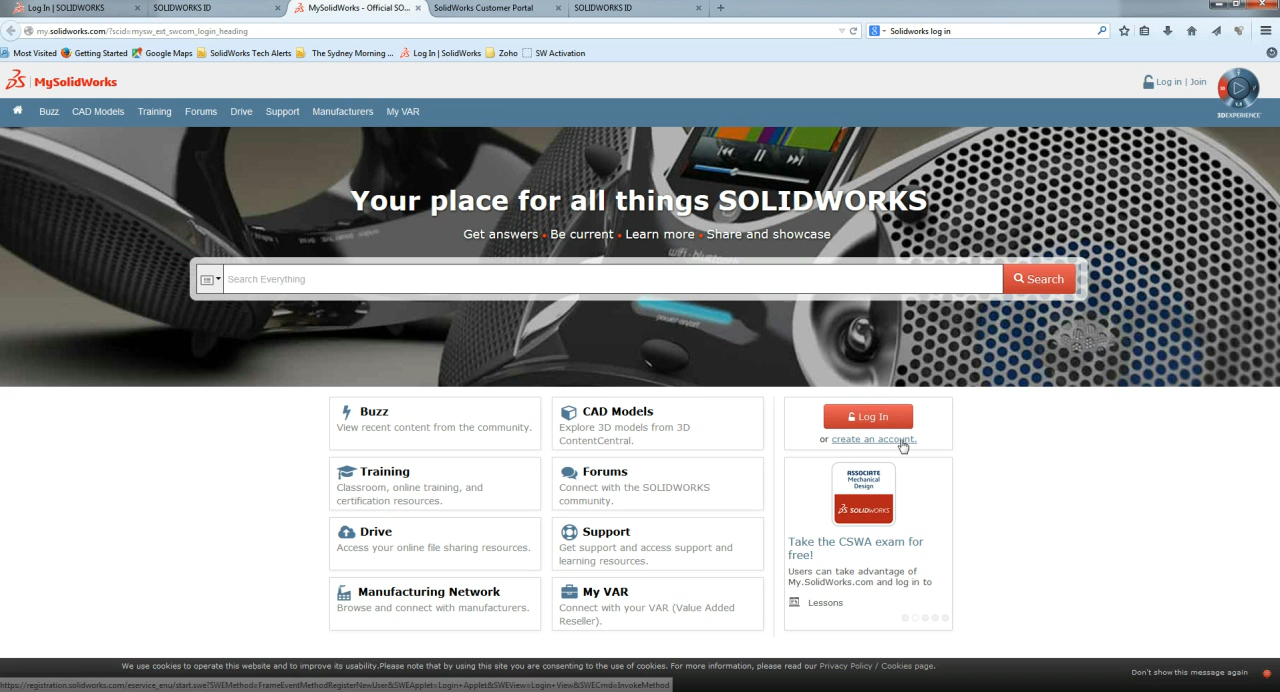 Log In | SOLIDWORKS
SOLIDWORKS ID
MySolidWorks - Official SO...
SolidWorks Customer Portal
SOLIDWORKS ID
my.solidworks.com/?scid=mysw_ext_swcom_login_heading
Solidworks log in
Most Visited
Getting Started
Google Maps
SolidWorks Tech Alerts
The Sydney Morning ...
Log In | SolidWorks
Zoho
SW Activation
MySolidWorks
Log in | Join
3DEXPERIENCE
Buzz
CAD Models
Training
Forums
Drive
Support
Manufacturers
My VAR
Your place for all things SOLIDWORKS
Get answers • Be current • Learn more • Share and showcase
wifi·bluetooth
Search Everything
Search
power on/off
Buzz
View recent content from the community.
CAD Models
Explore 3D models from 3D
ContentCentral.
Log In
or create an account.
Training
Classroom, online training, and
certification resources.
Forums
Connect with the SOLIDWORKS
community.
ASSOCIATE
Mechanical
Design
SOLIDWORKS
Drive
Access your online file sharing resources.
Support
Get support and access support and
learning resources.
Take the CSWA exam for
free!
Users can take advantage of
My.SolidWorks.com and log in to
Lessons
Manufacturing Network
Browse and connect with manufacturers.
My VAR
Connect with your VAR (Value Added
Reseller).
We use cookies to operate this website and to improve its usability.Please note that by using this site you are consenting to the use of cookies. For more information, please read our Privacy Policy / Cookies page.
Don't show this message again
https://registration.solidworks.com/eservice_enu/start.swe?SWEMethod=FrameEventMethodRegisterNewUser&SWEApplet=Login+Applet&SWEView=Login+View&SWECmd=InvokeMethod